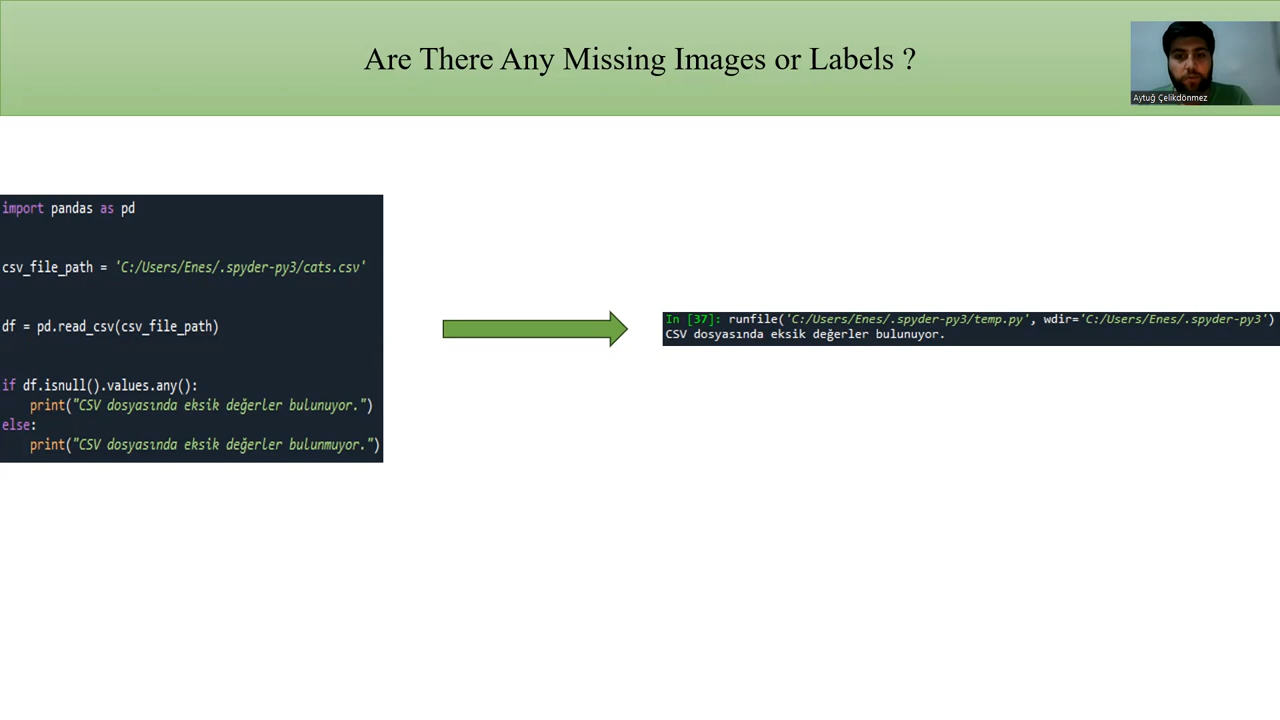 Are There Any Missing Images or Labels ?
Aytuğ Çelikdönmez
import pandas as pd
csv_file_path = 'C:/Users/Enes/.spyder-py3/cats.csv'
df = pd.read_csv(csv_file_path)
if df.isnull().values.any():
    print("CSV dosyasında eksik değerler bulunuyor.")
else:
    print("CSV dosyasında eksik değerler bulunmuyor.")
In [37]: runfile('C:/Users/Enes/.spyder-py3/temp.py', wdir='C:/Users/Enes/.spyder-py3')
CSV dosyasında eksik değerler bulunuyor.